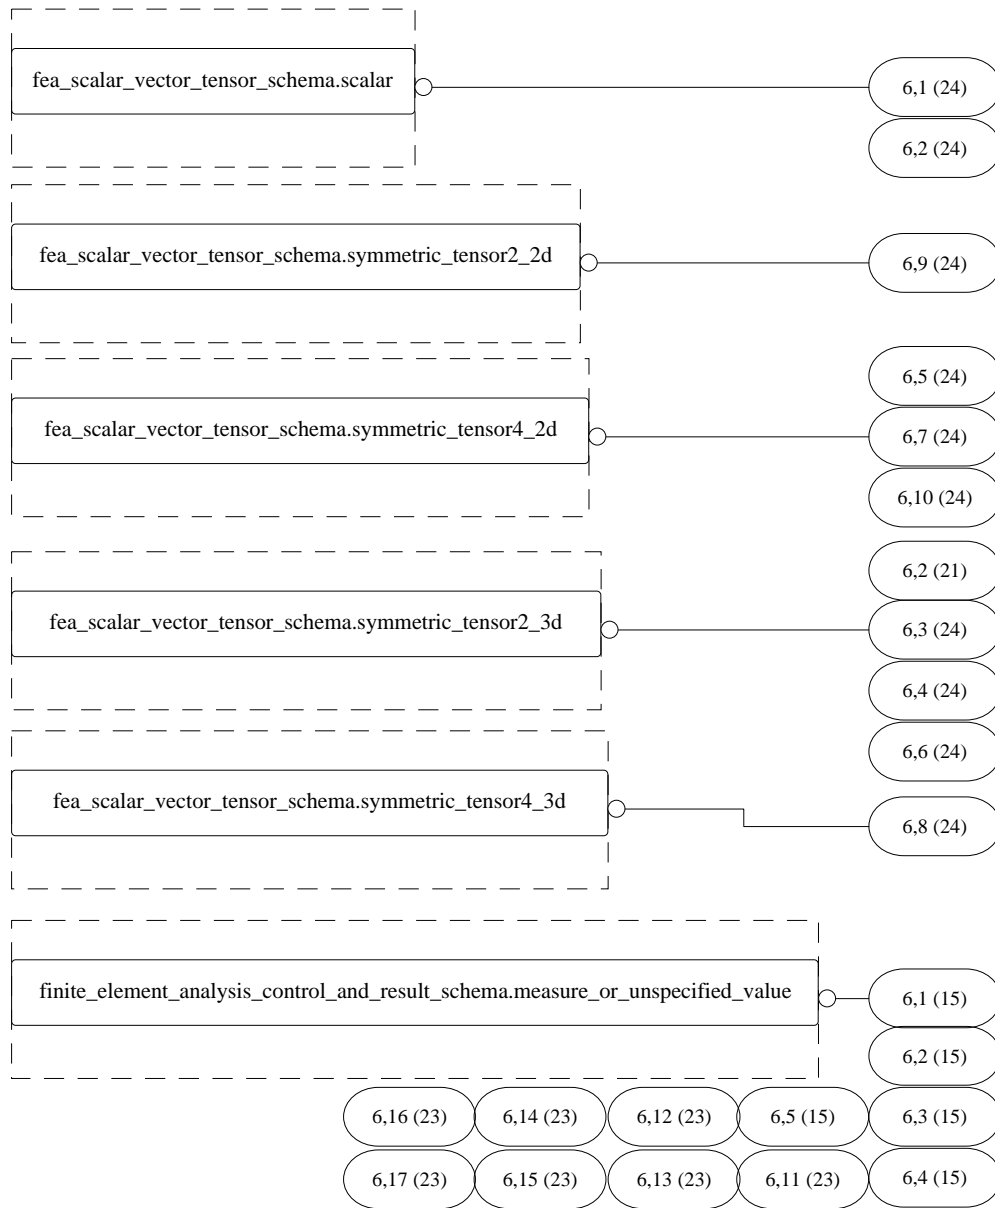 fea_scalar_vector_tensor_schema.scalar
6,1 (24)
6,2 (24)
fea_scalar_vector_tensor_schema.symmetric_tensor2_2d
6,9 (24)
6,5 (24)
fea_scalar_vector_tensor_schema.symmetric_tensor4_2d
6,7 (24)
6,10 (24)
6,2 (21)
fea_scalar_vector_tensor_schema.symmetric_tensor2_3d
6,3 (24)
6,4 (24)
6,6 (24)
fea_scalar_vector_tensor_schema.symmetric_tensor4_3d
6,8 (24)
finite_element_analysis_control_and_result_schema.measure_or_unspecified_value
6,1 (15)
6,2 (15)
6,16 (23) 6,14 (23) 6,12 (23) 6,5 (15) 6,3 (15)
6,17 (23) 6,15 (23) 6,13 (23) 6,11 (23) 6,4 (15)